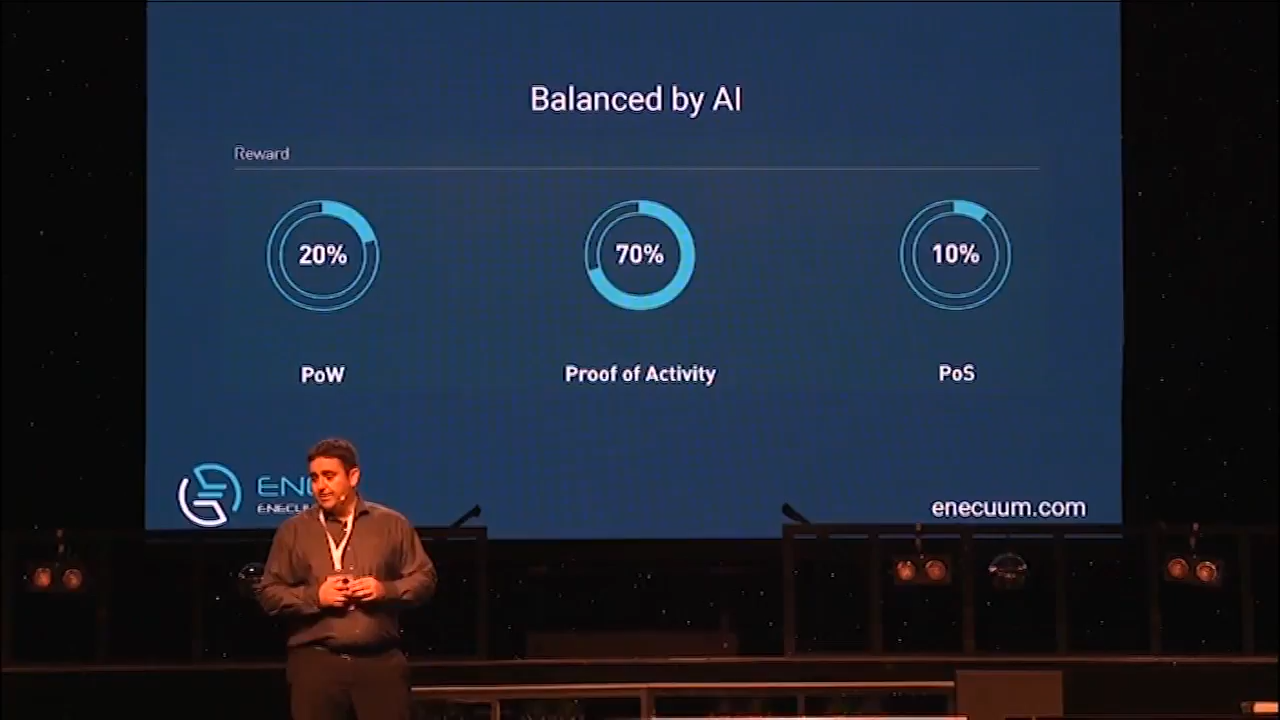 Balanced by AI
Reward
20%
70%
10%
PoW
Proof of Activity
PoS
enecuum.com